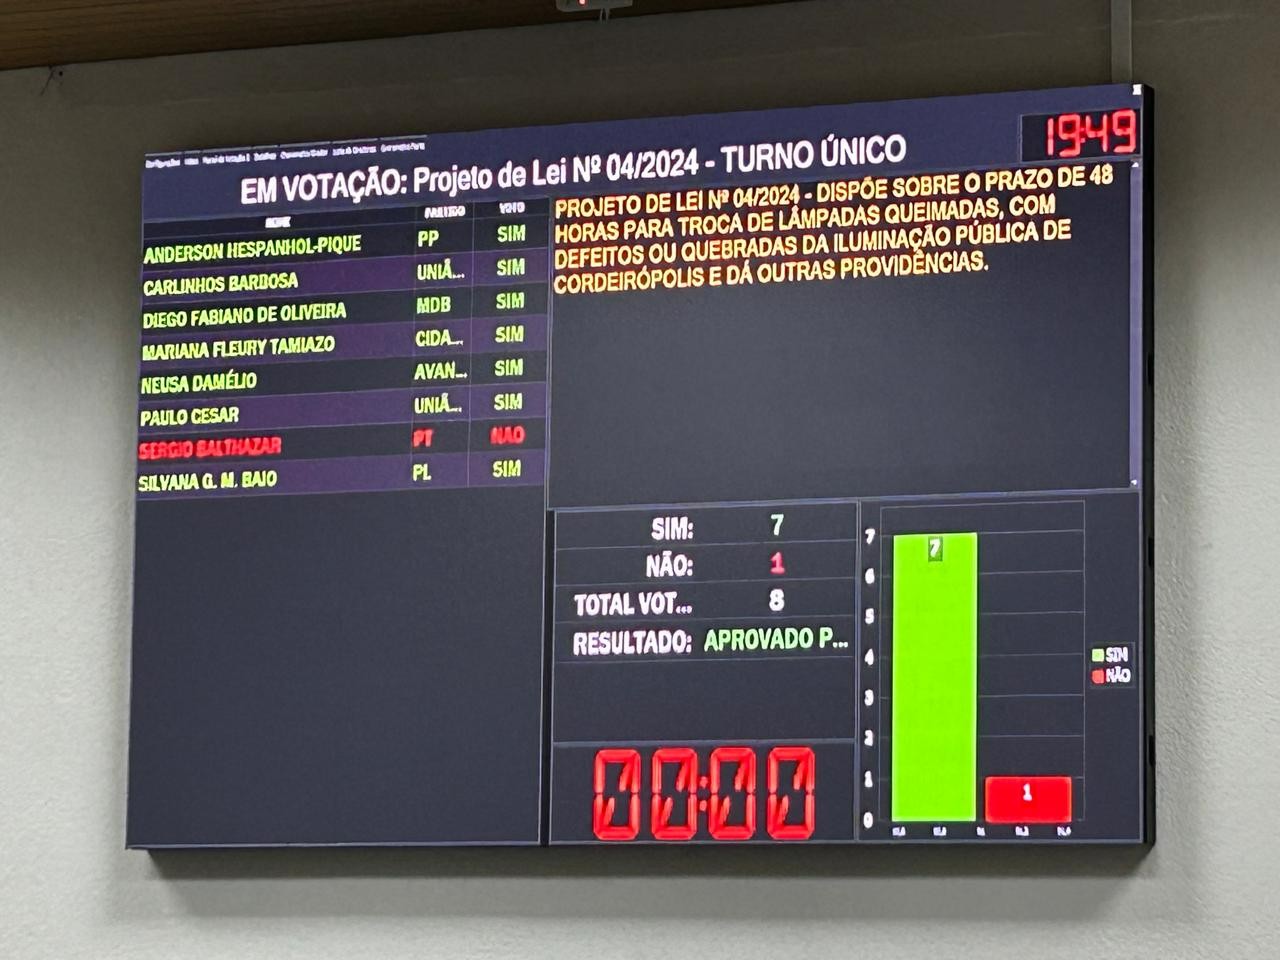 19:49
EM VOTAÇÃO: Projeto de Lei Nº 04/2024 - TURNO ÚNICO
NOME PARTIDO VOTO
ANDERSON HESPANHOL-PIQUE PP SIM
CARLINHOS BARBOSA UNIÃ... SIM
DIEGO FABIANO DE OLIVEIRA MDB SIM
MARIANA FLEURY TAMIAZO CIDA... SIM
NEUSA DAMÉLIO AVAN... SIM
PAULO CESAR UNIÃ... SIM
SERGIO BALTHAZAR PT NAO
SILVANA G. M. BAIO PL SIM
PROJETO DE LEI Nº 04/2024 - DISPÕE SOBRE O PRAZO DE 48
HORAS PARA TROCA DE LÂMPADAS QUEIMADAS, COM
DEFEITOS OU QUEBRADAS DA ILUMINAÇÃO PÚBLICA DE
CORDEIRÓPOLIS E DÁ OUTRAS PROVIDÊNCIAS.
SIM: 7
NÃO: 1
TOTAL VOT... 8
RESULTADO: APROVADO P...
00:00
7
6
5
4
3
2
1
0
7
1
SIM
NÃO